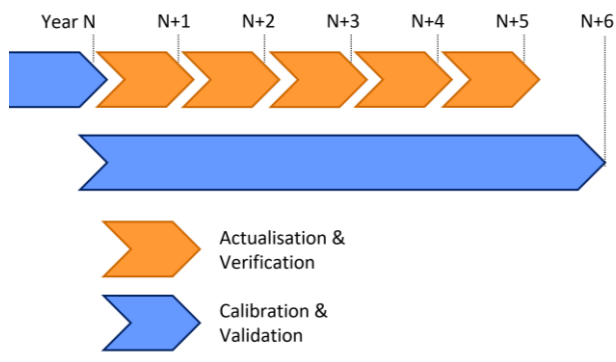 Year N N+1 N+2 N+3 N+4 N+5 N+6
Actualisation &
Verification
Calibration &
Validation